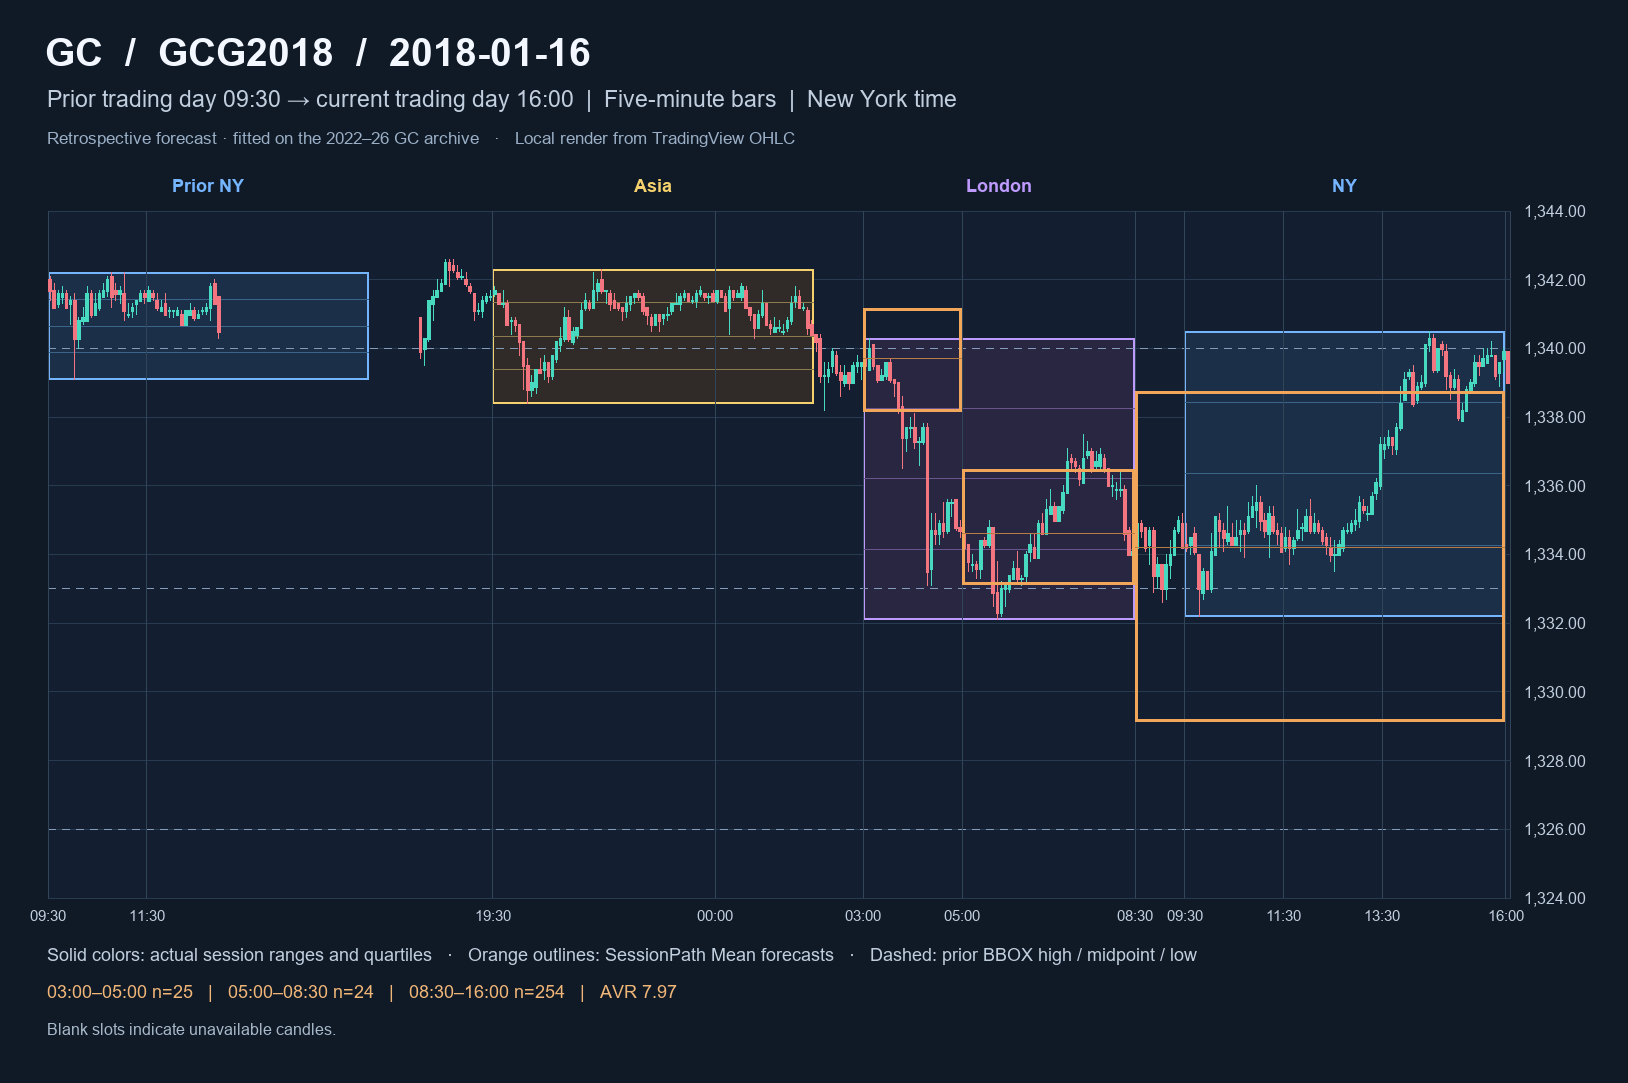 GC / GCG2018 / 2018-01-16
Prior trading day 09:30 → current trading day 16:00 | Five-minute bars | New York time
Retrospective forecast · fitted on the 2022–26 GC archive · Local render from TradingView OHLC
Prior NY Asia London NY
1,344.00
1,342.00
1,340.00
1,338.00
1,336.00
1,334.00
1,332.00
1,330.00
1,328.00
1,326.00
1,324.00
09:30 11:30 19:30 00:00 03:00 05:00 08:30 09:30 11:30 13:30 16:00
Solid colors: actual session ranges and quartiles · Orange outlines: SessionPath Mean forecasts · Dashed: prior BBOX high / midpoint / low
03:00–05:00 n=25 | 05:00–08:30 n=24 | 08:30–16:00 n=254 | AVR 7.97
Blank slots indicate unavailable candles.